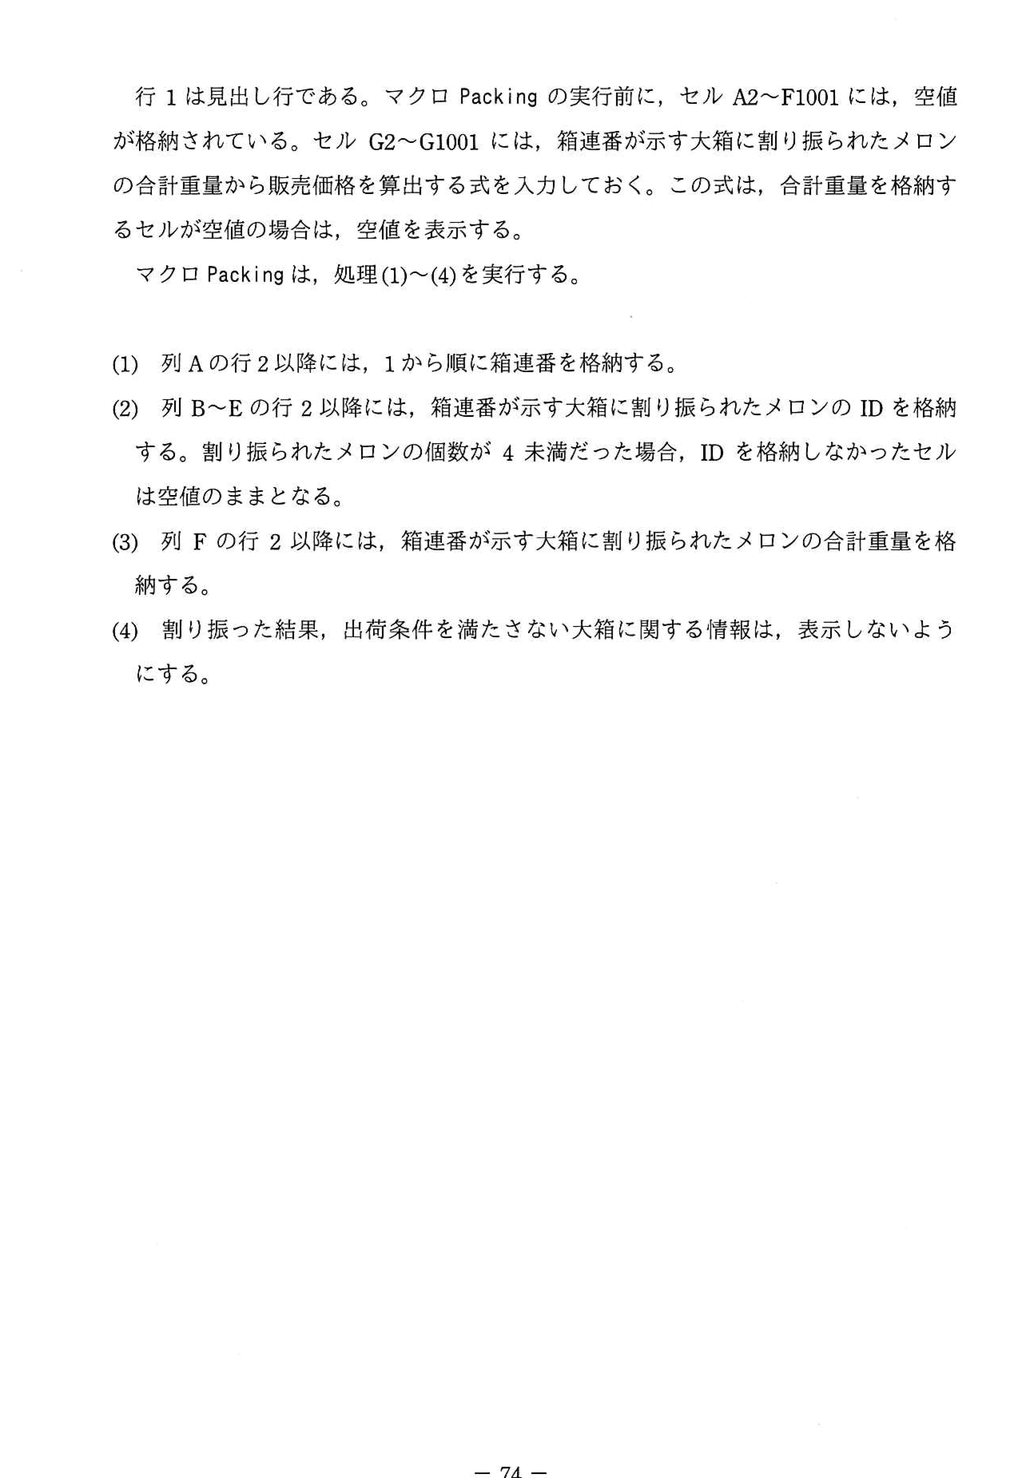 行 1 は見出し行である。マクロ Packing の実行前に，セル A2～F1001 には，空値
が格納されている。セル G2～G1001 には，箱連番が示す大箱に割り振られたメロン
の合計重量から販売価格を算出する式を入力しておく。この式は，合計重量を格納す
るセルが空値の場合は，空値を表示する。
マクロ Packing は，処理(1)～(4)を実行する。
(1) 列 A の行 2 以降には，1 から順に箱連番を格納する。
(2) 列 B～E の行 2 以降には，箱連番が示す大箱に割り振られたメロンの ID を格納
する。割り振られたメロンの個数が 4 未満だった場合，ID を格納しなかったセル
は空値のままとなる。
(3) 列 F の行 2 以降には，箱連番が示す大箱に割り振られたメロンの合計重量を格
納する。
(4) 割り振った結果，出荷条件を満たさない大箱に関する情報は，表示しないよう
にする。
― 74 ―